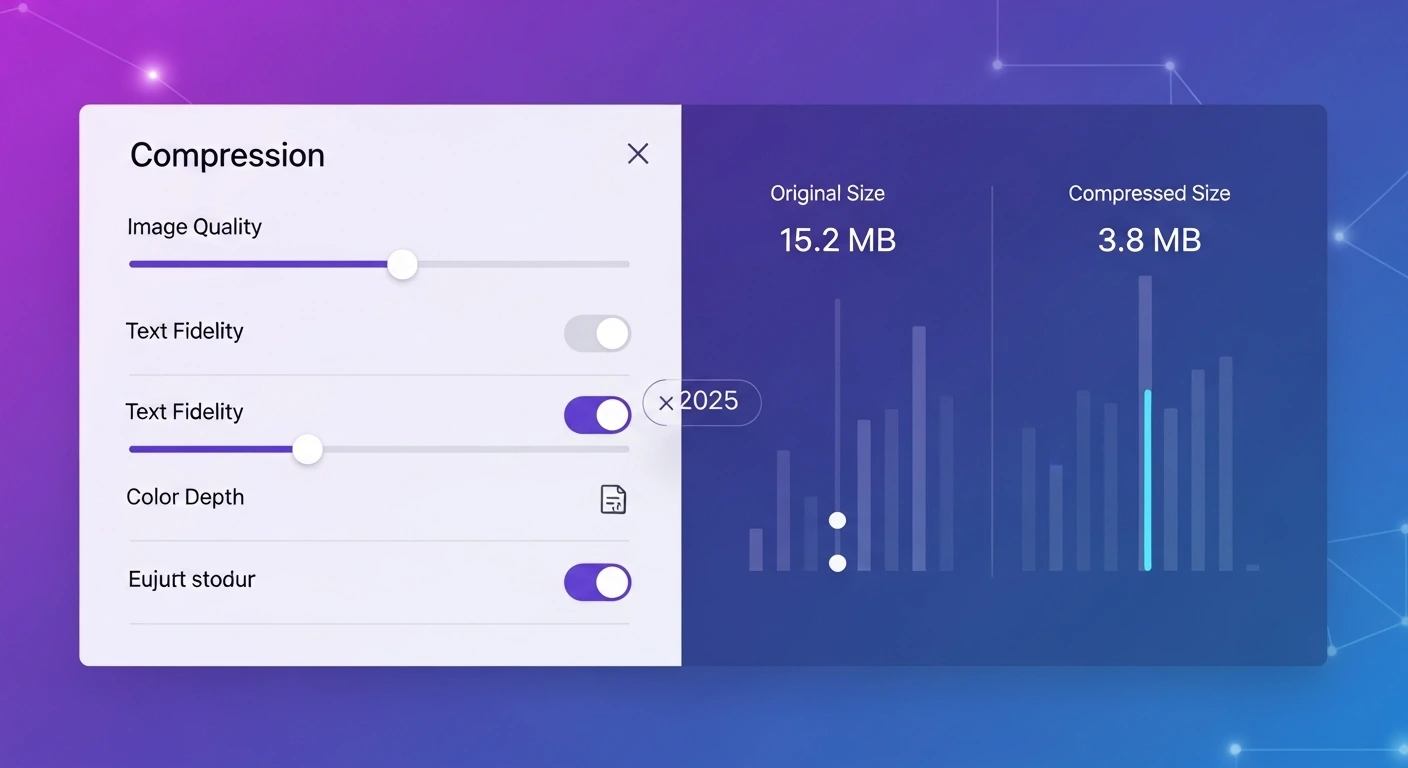 Compression
Image Quality
Text Fidelity
Text Fidelity
Color Depth
Eujurt stodur
2025
Original Size
15.2 MB
Compressed Size
3.8 MB